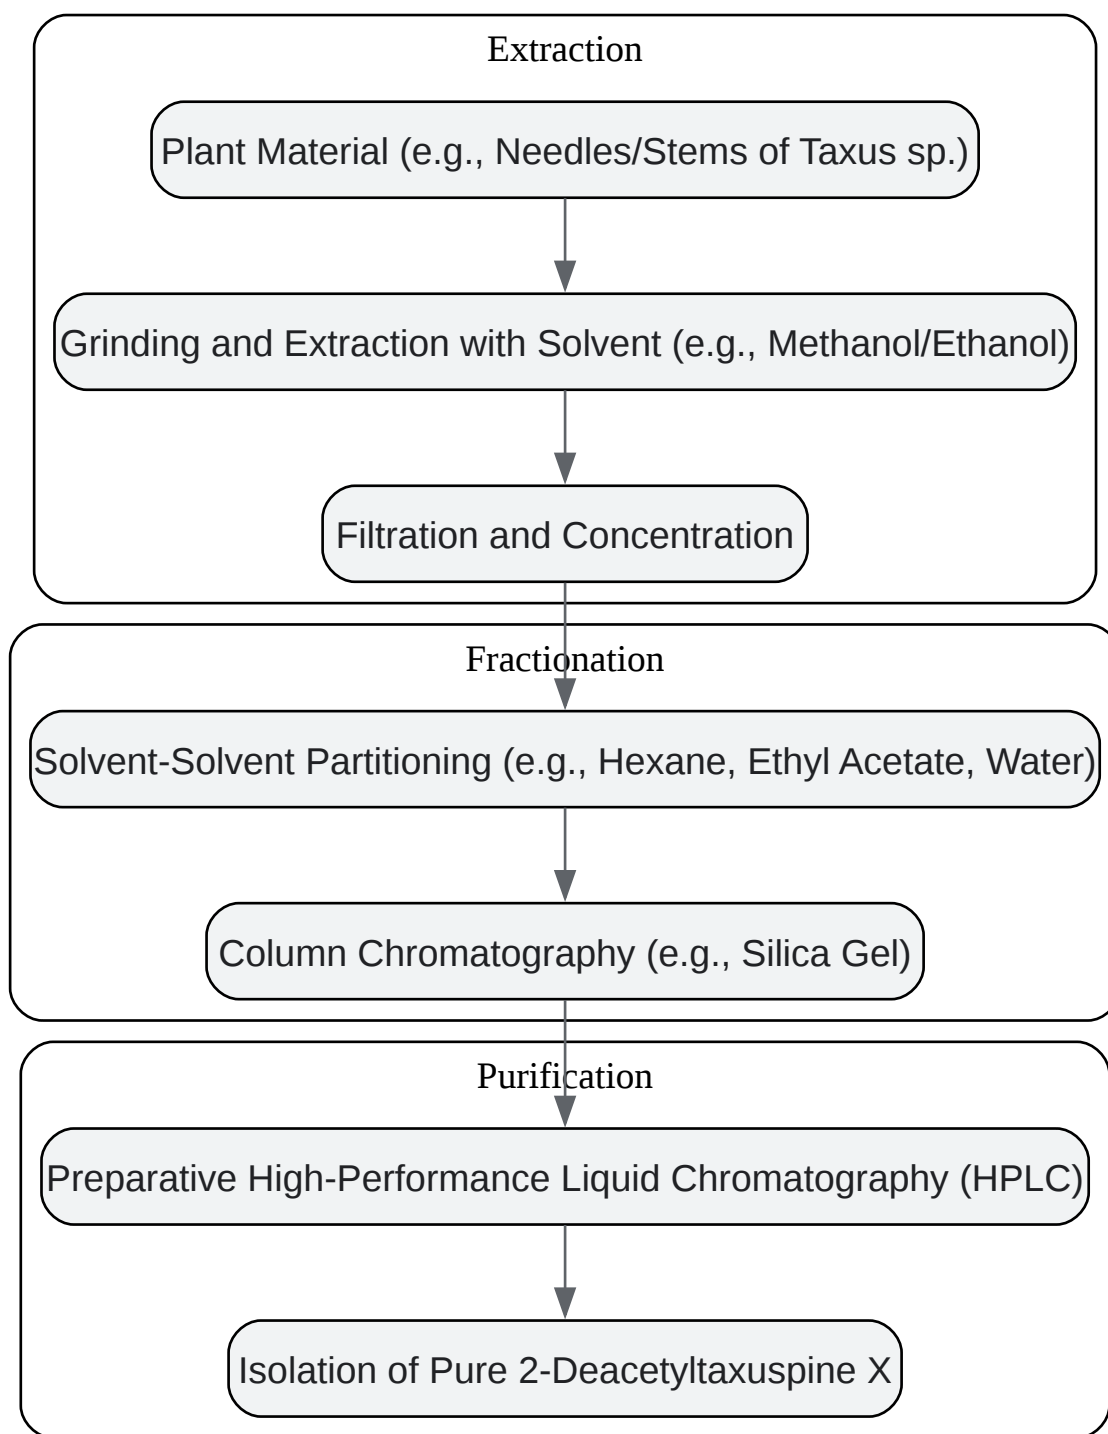 Extraction
Plant Material (e.g., Needles/Stems of Taxus sp.)
Grinding and Extraction with Solvent (e.g., Methanol/Ethanol)
Filtration and Concentration
Fractionation
Solvent-Solvent Partitioning (e.g., Hexane, Ethyl Acetate, Water)
Column Chromatography (e.g., Silica Gel)
Purification
Preparative High-Performance Liquid Chromatography (HPLC)
Isolation of Pure 2-Deacetyltaxuspine X